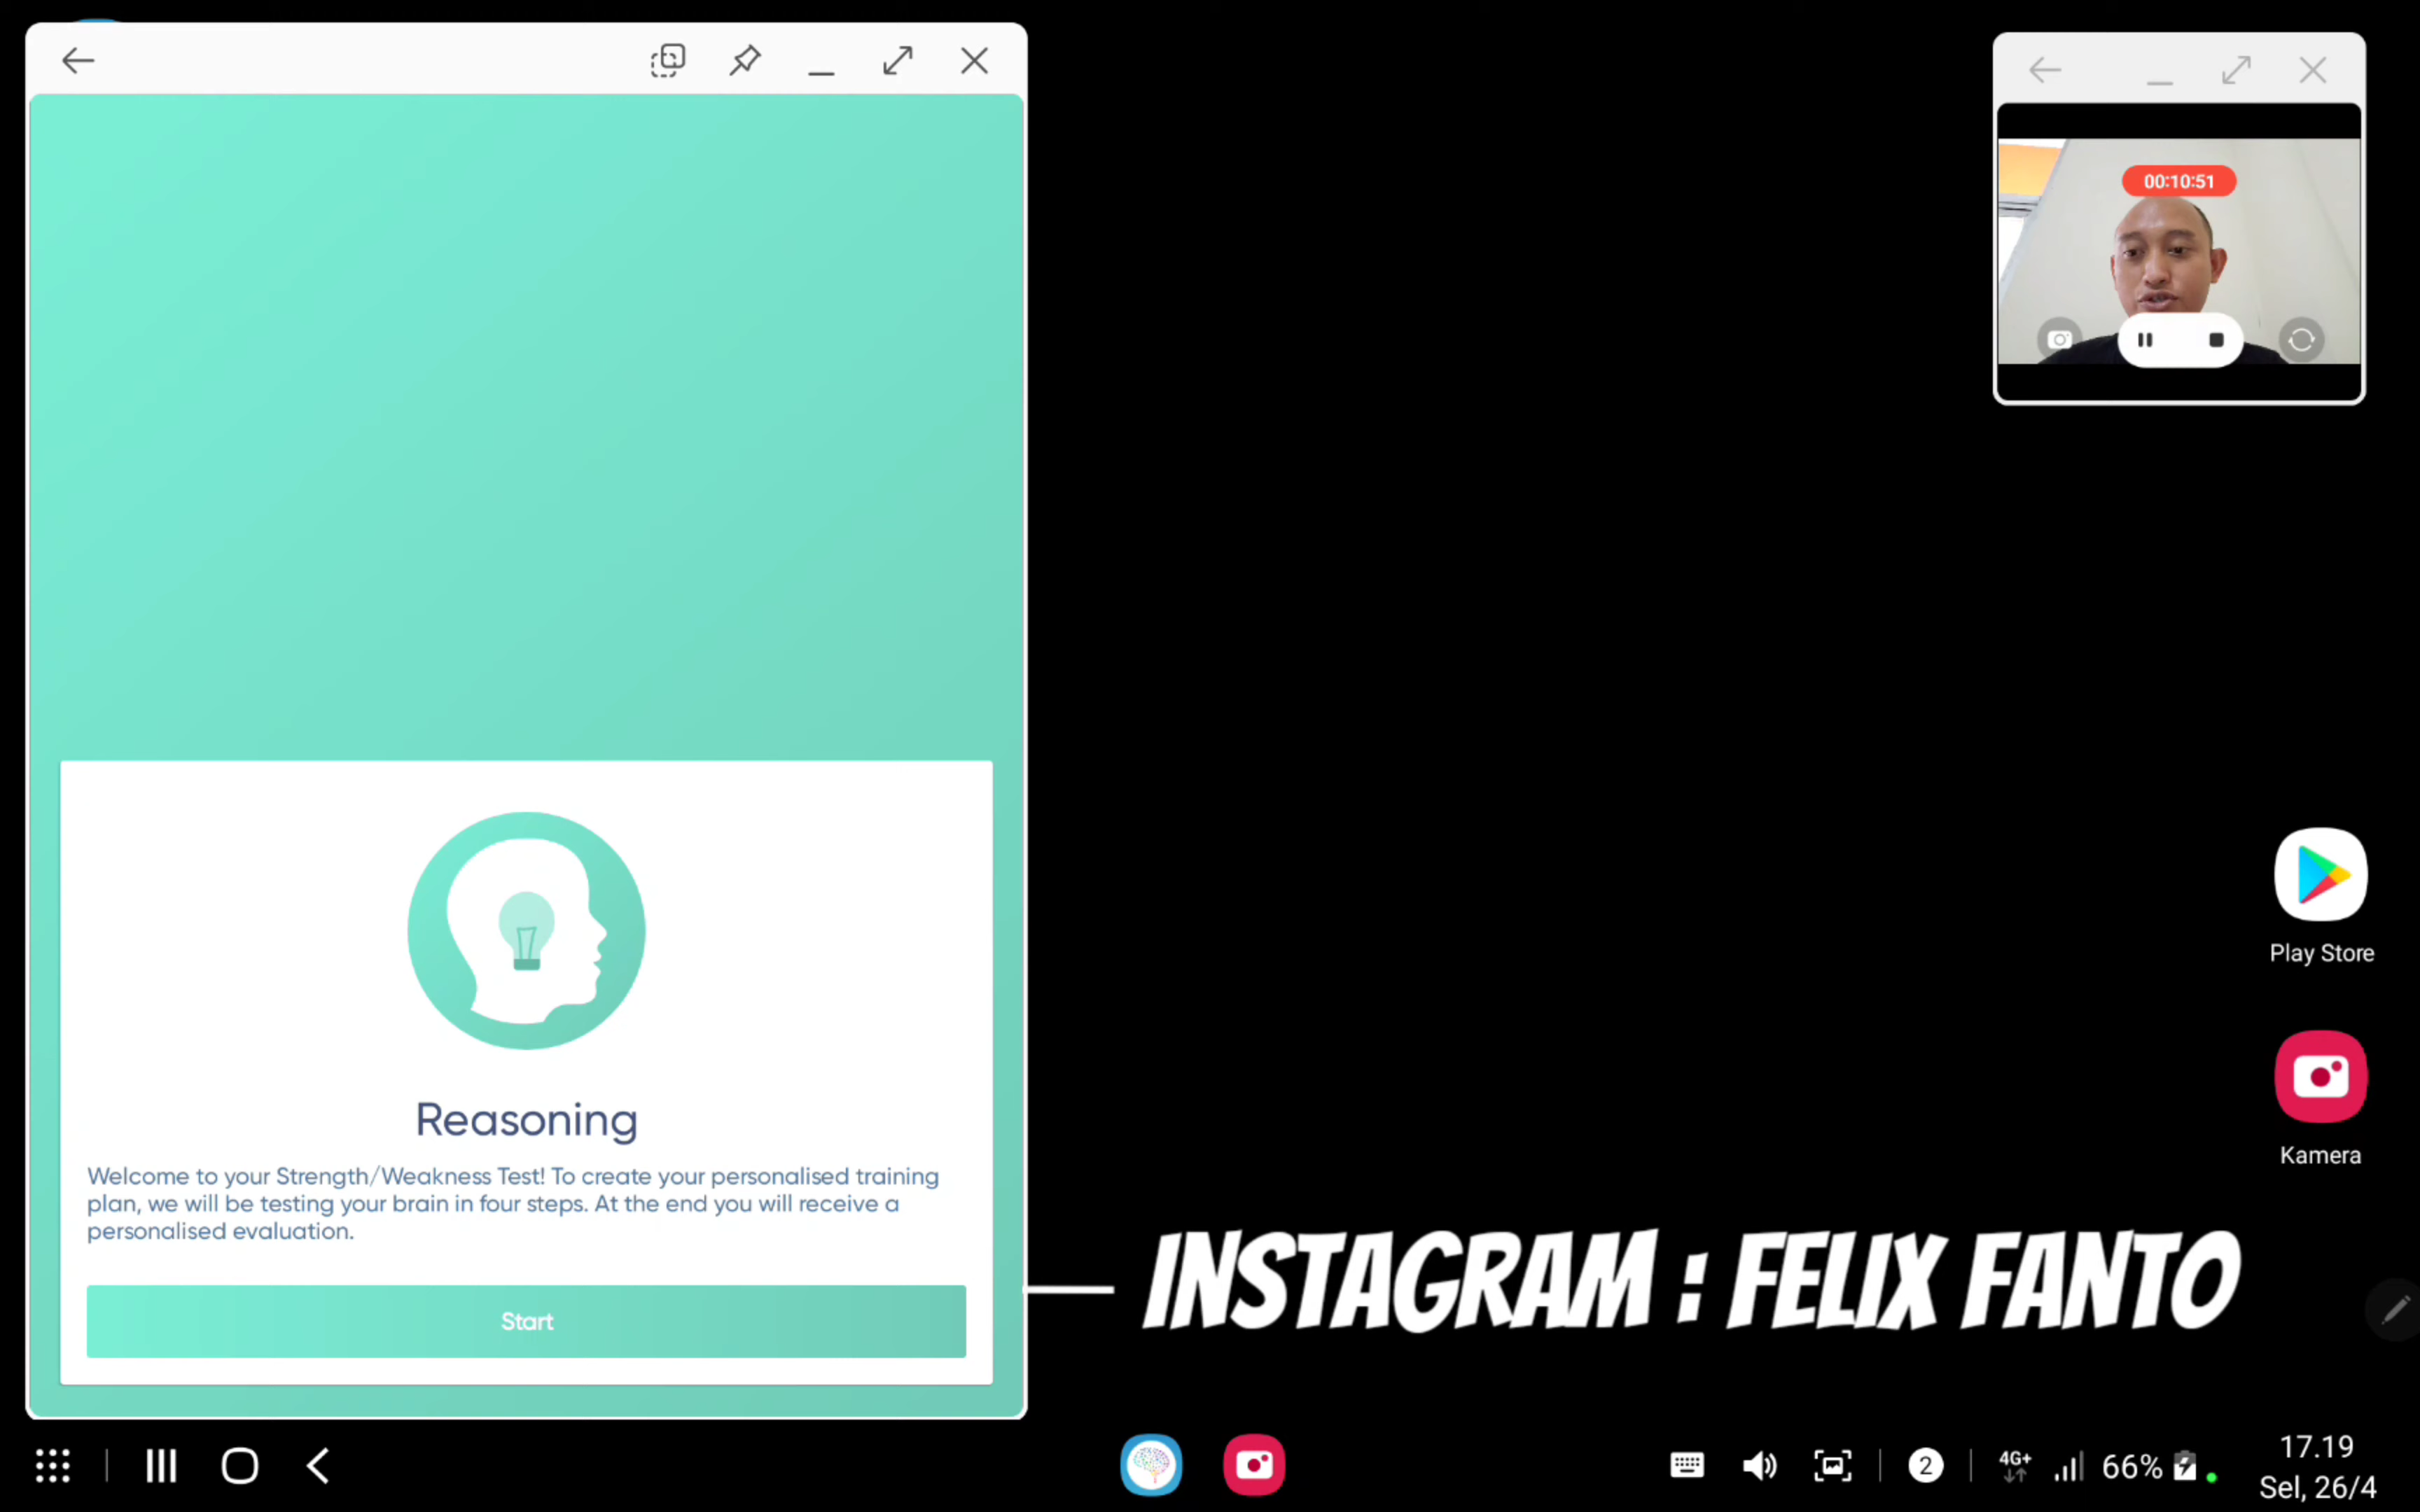 00:10:51
Play Store
Kamera
Reasoning
Welcome to your Strength/Weakness Test! To create your personalised training
plan, we will be testing your brain in four steps. At the end you will receive a
personalised evaluation.
Start
INSTAGRAM : FELIX FANTO
2
4G+
66%
17.19
Sel, 26/4